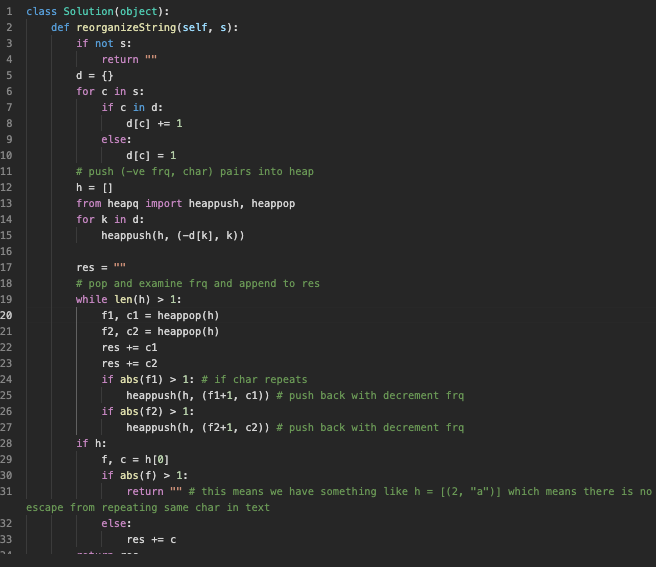 1 class Solution(object):
2     def reorganizeString(self, s):
3         if not s:
4             return ""
5         d = {}
6         for c in s:
7             if c in d:
8                 d[c] += 1
9             else:
10                 d[c] = 1
11         # push (-ve frq, char) pairs into heap
12         h = []
13         from heapq import heappush, heappop
14         for k in d:
15             heappush(h, (-d[k], k))
16
17         res = ""
18         # pop and examine frq and append to res
19         while len(h) > 1:
20             f1, c1 = heappop(h)
21             f2, c2 = heappop(h)
22             res += c1
23             res += c2
24             if abs(f1) > 1: # if char repeats
25                 heappush(h, (f1+1, c1)) # push back with decrement frq
26             if abs(f2) > 1:
27                 heappush(h, (f2+1, c2)) # push back with decrement frq
28         if h:
29             f, c = h[0]
30             if abs(f) > 1:
31                 return "" # this means we have something like h = [(2, "a")] which means there is no
escape from repeating same char in text
32             else:
33                 res += c